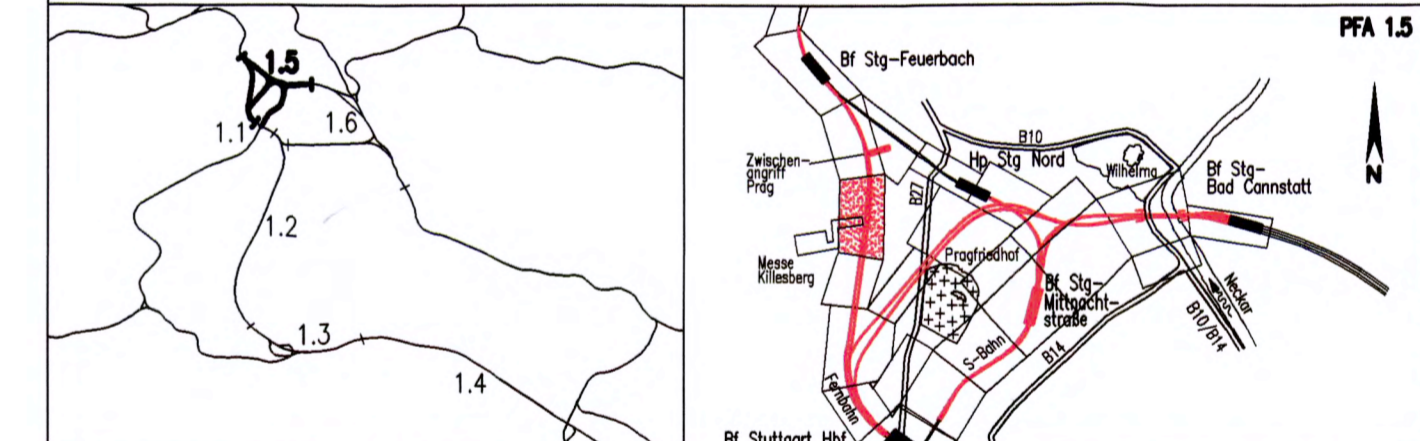 1.5
1.1
1.6
1.2
1.3
1.4
PFA 1.5
Bf Stg-Feuerbach
N
B10
Zwischen-
angriff
Prag
Hp Stg Nord
Wilhelma
Bf Stg-
Bad Cannstatt
B27
Messe
Killesberg
Pragfriedhof
Bf Stg-
Mittnacht-
straße
Neckar
B10/B14
S-Bahn
B14
Fernbahn
Bf Stuttgart Hbf